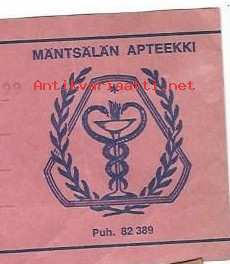 MÄNTSÄLÄN APTEEKKI
Antikvariaatti.net
Puh. 82 389